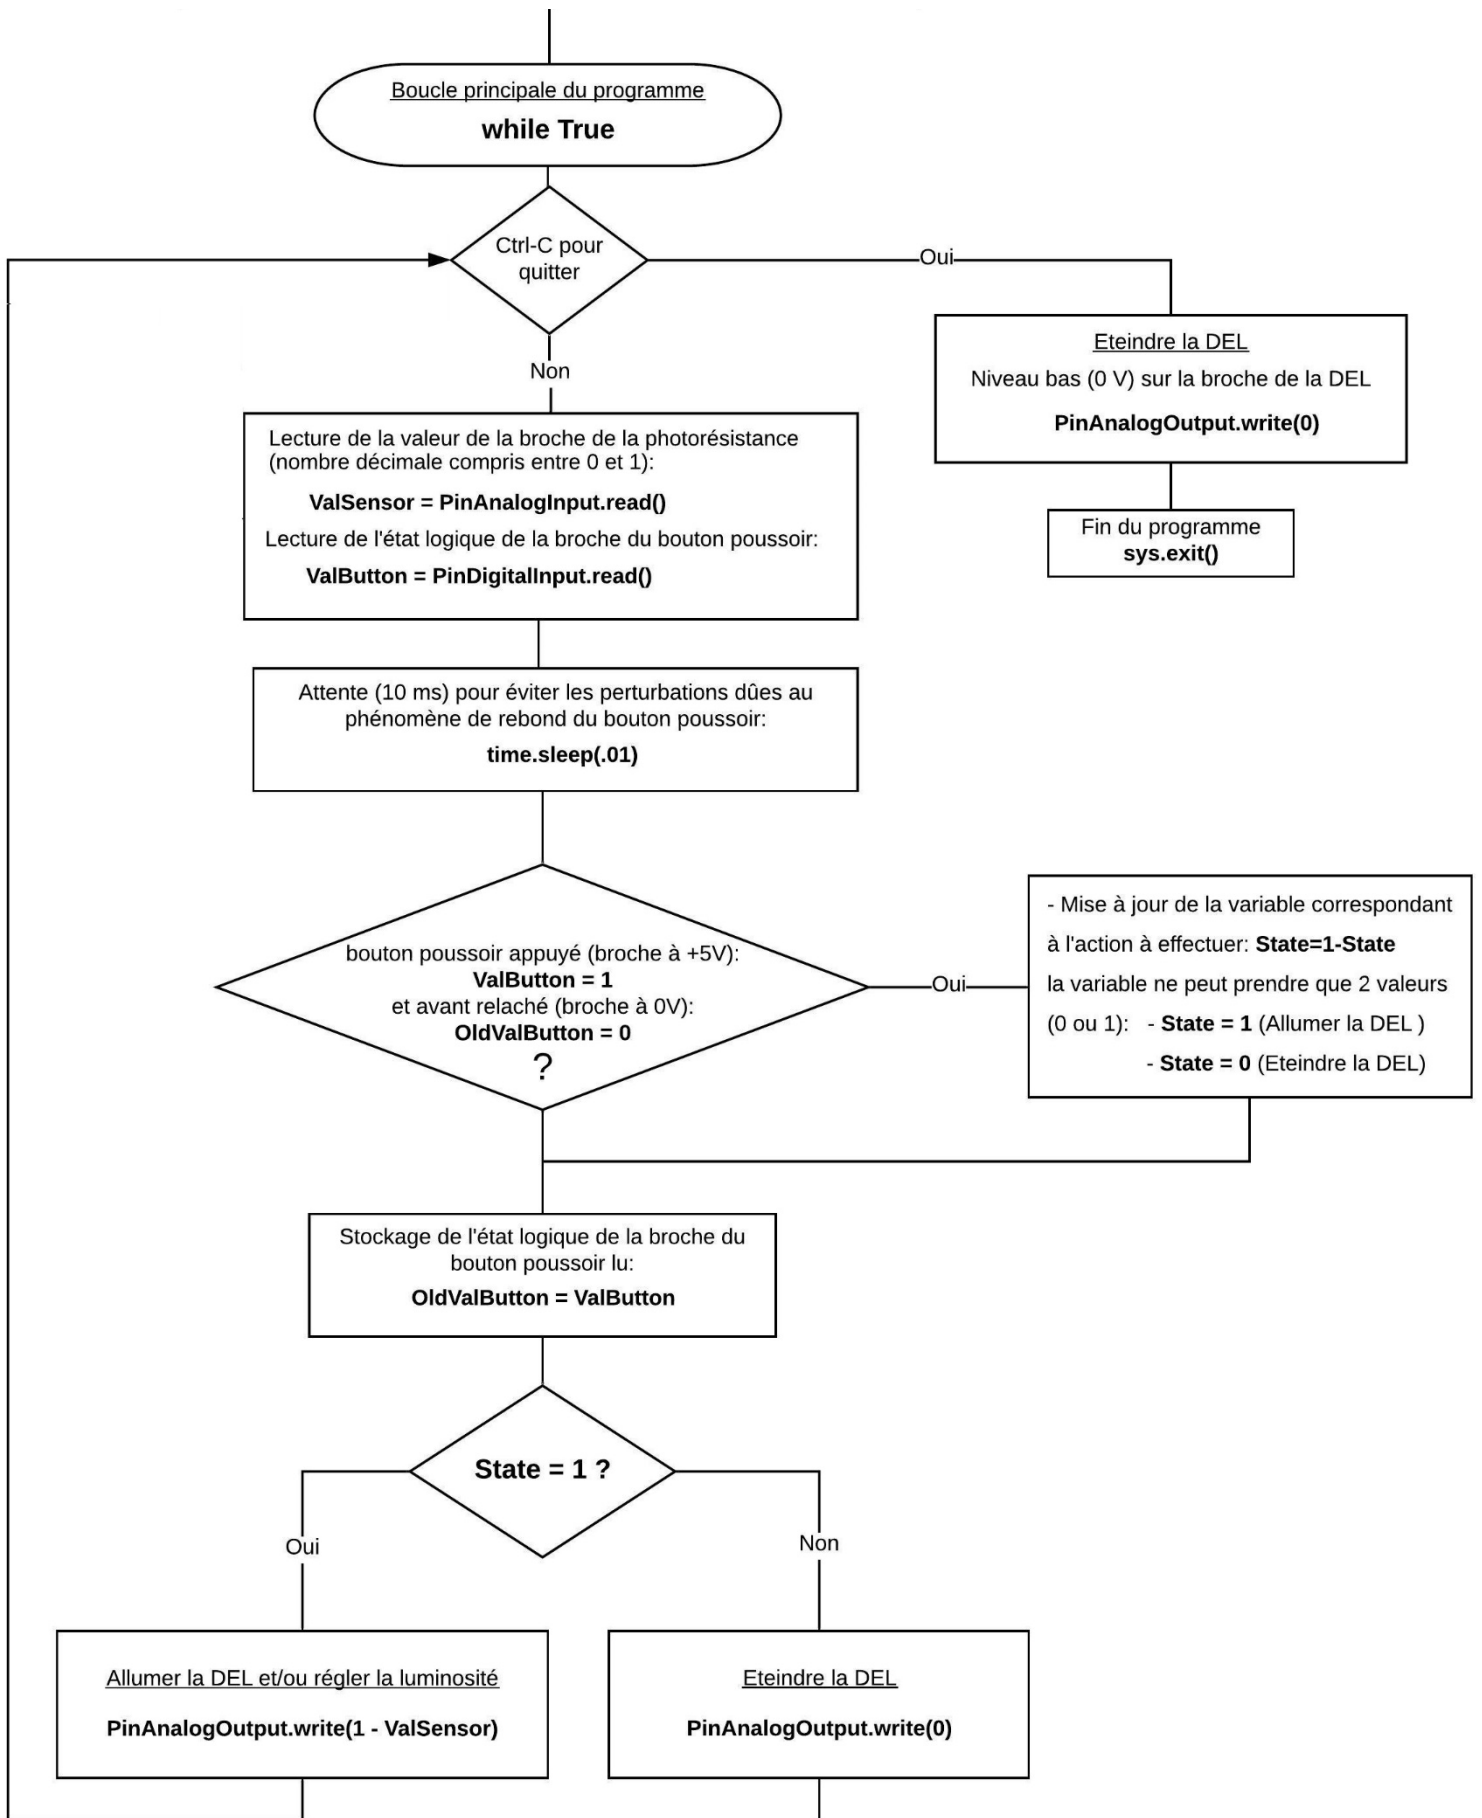 Boucle principale du programme
while True
Ctrl-C pour
quitter
Oui
Non
Eteindre la DEL
Niveau bas (0 V) sur la broche de la DEL
PinAnalogOutput.write(0)
Fin du programme
sys.exit()
Lecture de la valeur de la broche de la photorésistance
(nombre décimale compris entre 0 et 1):
ValSensor = PinAnalogInput.read()
Lecture de l'état logique de la broche du bouton poussoir:
ValButton = PinDigitalInput.read()
Attente (10 ms) pour éviter les perturbations dûes au
phénomène de rebond du bouton poussoir:
time.sleep(.01)
bouton poussoir appuyé (broche à +5V):
ValButton = 1
et avant relaché (broche à 0V):
OldValButton = 0
?
Oui
- Mise à jour de la variable correspondant
à l'action à effectuer: State=1-State
la variable ne peut prendre que 2 valeurs
(0 ou 1): - State = 1 (Allumer la DEL )
- State = 0 (Eteindre la DEL)
Stockage de l'état logique de la broche du
bouton poussoir lu:
OldValButton = ValButton
State = 1 ?
Oui
Non
Allumer la DEL et/ou régler la luminosité
PinAnalogOutput.write(1 - ValSensor)
Eteindre la DEL
PinAnalogOutput.write(0)